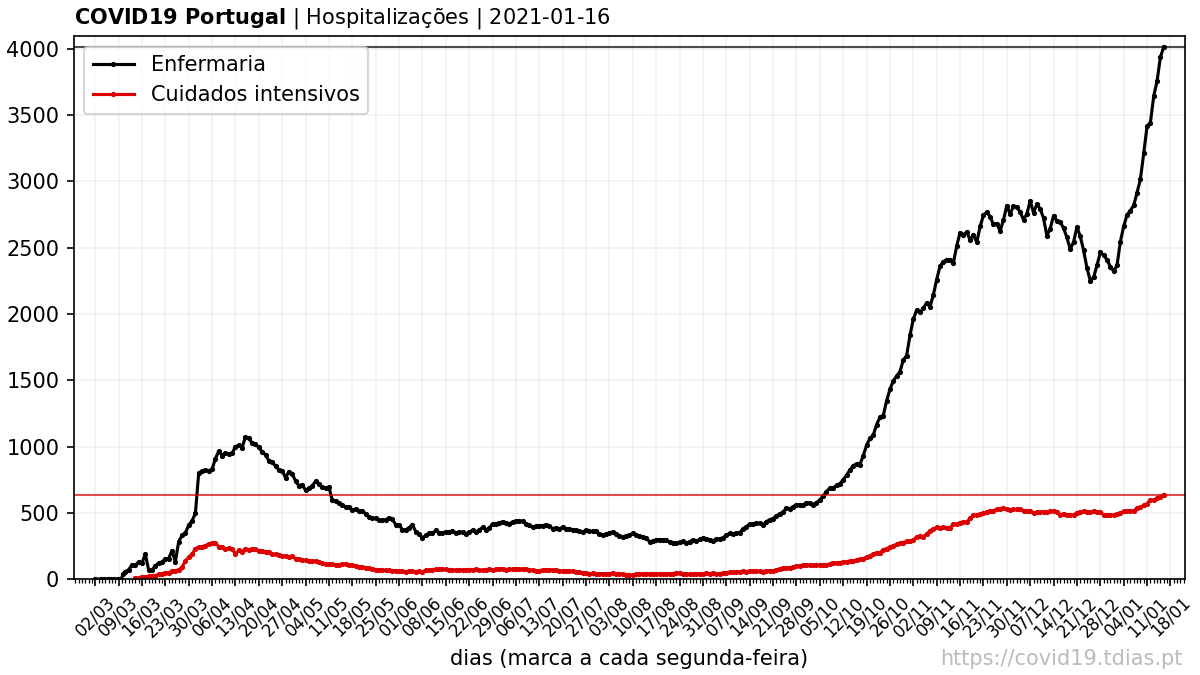 COVID19 Portugal | Hospitalizações | 2021-01-16
Enfermaria
Cuidados intensivos
4000
3500
3000
2500
2000
1500
1000
500
0
02/03 09/03 16/03 23/03 30/03 06/04 13/04 20/04 27/04 04/05 11/05 18/05 25/05 01/06 08/06 15/06 22/06 29/06 06/07 13/07 20/07 27/07 03/08 10/08 17/08 24/08 31/08 07/09 14/09 21/09 28/09 05/10 12/10 19/10 26/10 02/11 09/11 16/11 23/11 30/11 07/12 14/12 21/12 28/12 04/01 11/01 18/01
dias (marca a cada segunda-feira)
https://covid19.tdias.pt